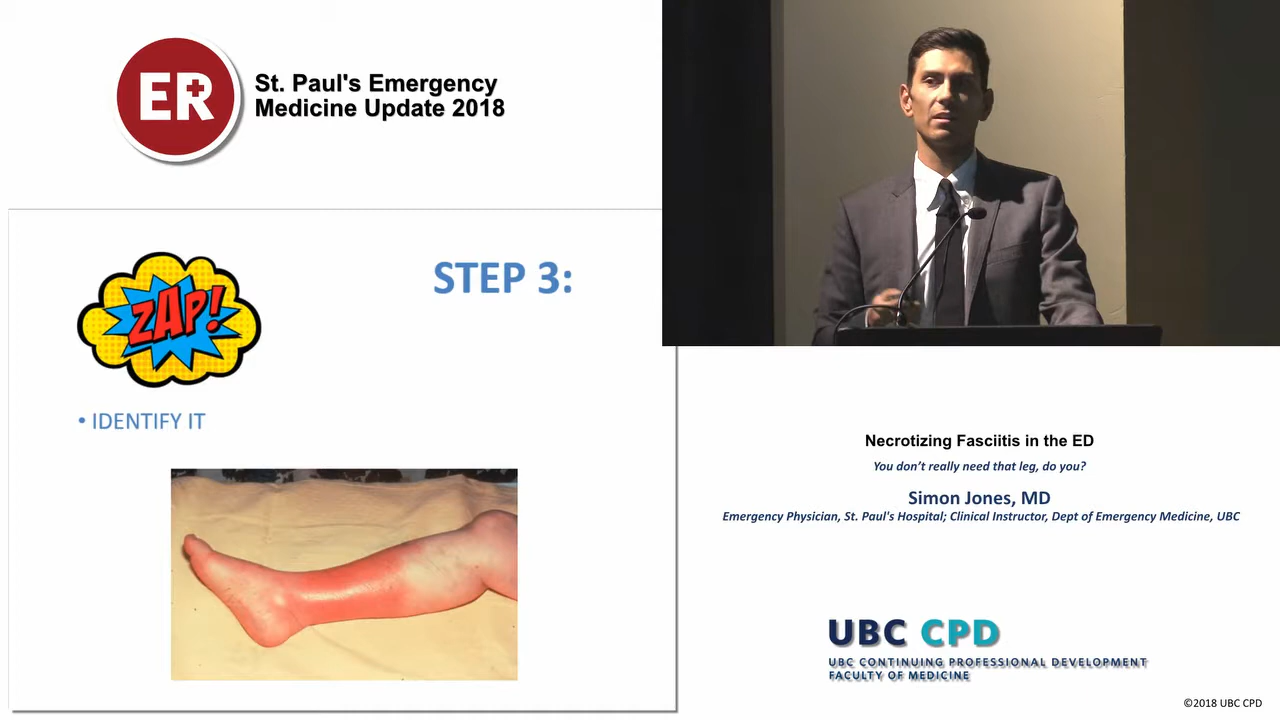 ER
St. Paul's Emergency
Medicine Update 2018
ZAP!
STEP 3:
• IDENTIFY IT
Necrotizing Fasciitis in the ED
You don’t really need that leg, do you?
Simon Jones, MD
Emergency Physician, St. Paul's Hospital; Clinical Instructor, Dept of Emergency Medicine, UBC
UBC CPD
UBC CONTINUING PROFESSIONAL DEVELOPMENT
FACULTY OF MEDICINE
©2018 UBC CPD